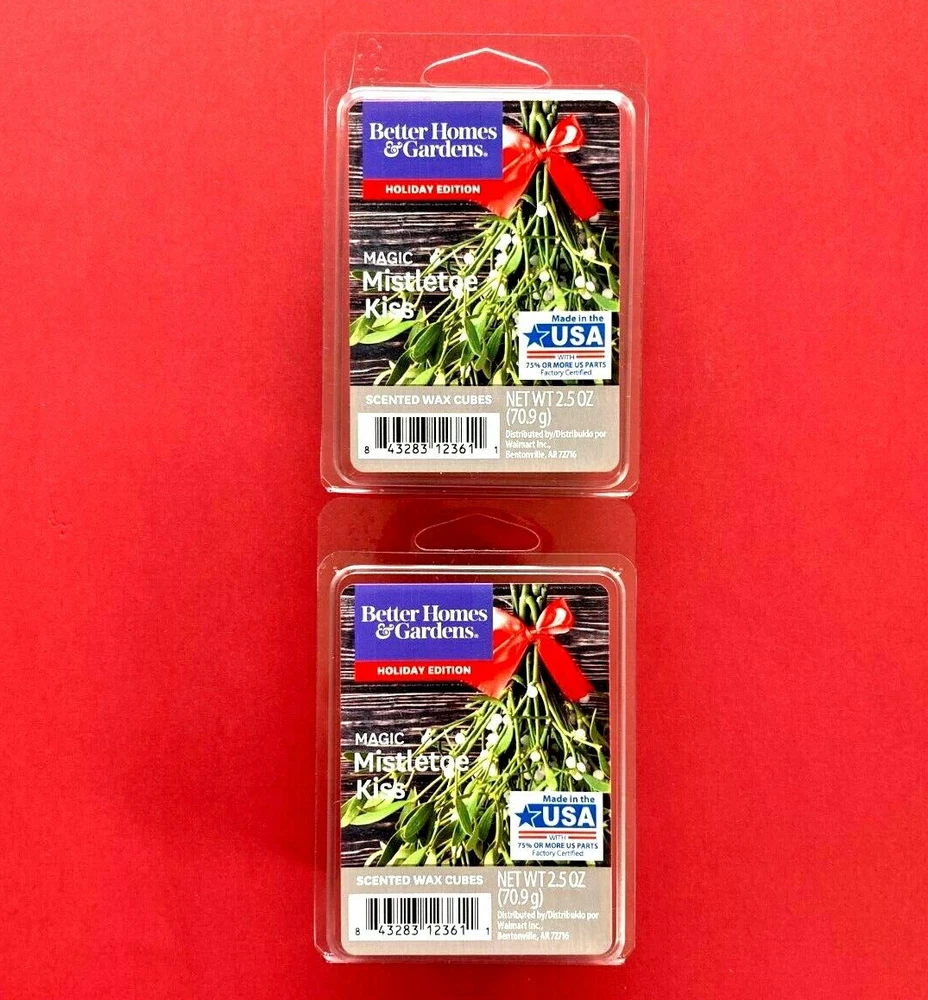 Better Homes
& Gardens®
HOLIDAY EDITION
MAGIC
Mistletoe
Kiss
Made in the
USA
WITH
75% OR MORE US PARTS
Factory Certified
SCENTED WAX CUBES
NET WT 2.5 OZ
(70.9 g)
Distributed by/Distribuido por
Walmart Inc.,
Bentonville, AR 72716
8 43283 12361 1
Better Homes
& Gardens®
HOLIDAY EDITION
MAGIC
Mistletoe
Kiss
Made in the
USA
WITH
75% OR MORE US PARTS
Factory Certified
SCENTED WAX CUBES
NET WT 2.5 OZ
(70.9 g)
Distributed by/Distribuido por
Walmart Inc.,
Bentonville, AR 72716
8 43283 12361 1